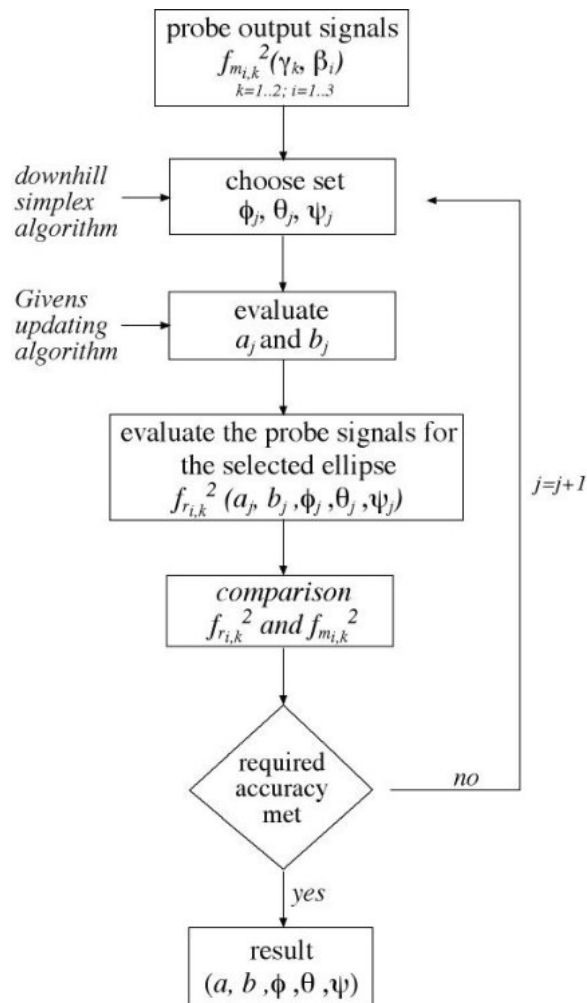 probe output signals
f_{m_{i,k}}^2(γ_k, β_i)
k=1..2; i=1..3
downhill
simplex
algorithm
choose set
ϕ_j, θ_j, ψ_j
Givens
updating
algorithm
evaluate
a_j and b_j
evaluate the probe signals for
the selected ellipse
f_{r_{i,k}}^2 (a_j, b_j ,ϕ_j ,θ_j ,ψ_j)
j=j+1
comparison
f_{r_{i,k}}^2 and f_{m_{i,k}}^2
required
accuracy
met
no
yes
result
(a, b ,ϕ ,θ ,ψ)